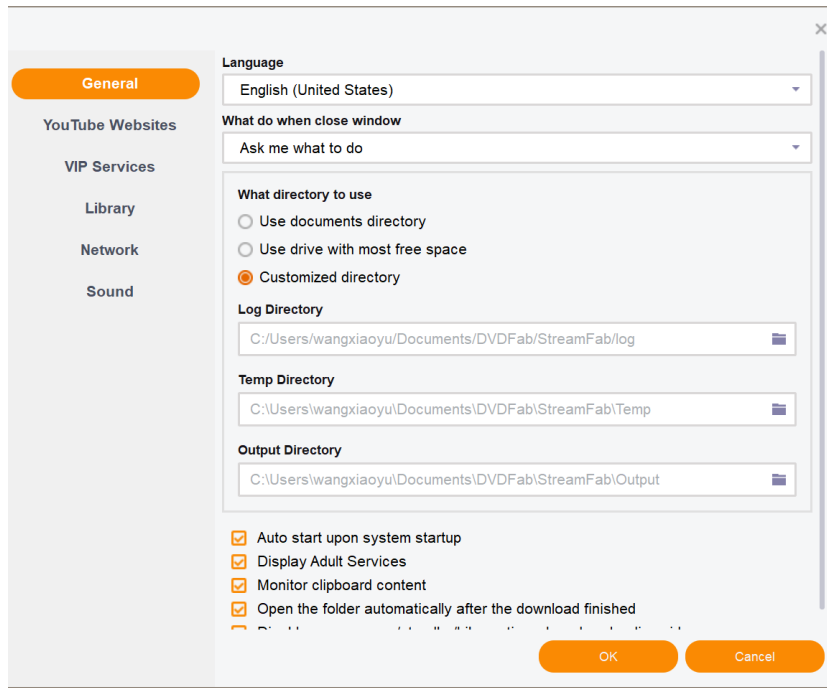 General
YouTube Websites
VIP Services
Library
Network
Sound
Language
English (United States)
What do when close window
Ask me what to do
What directory to use
Use documents directory
Use drive with most free space
Customized directory
Log Directory
C:/Users/wangxiaoyu/Documents/DVDFab/StreamFab/log
Temp Directory
C:\Users\wangxiaoyu\Documents\DVDFab\StreamFab\Temp
Output Directory
C:\Users\wangxiaoyu\Documents\DVDFab\StreamFab\Output
Auto start upon system startup
Display Adult Services
Monitor clipboard content
Open the folder automatically after the download finished
OK
Cancel